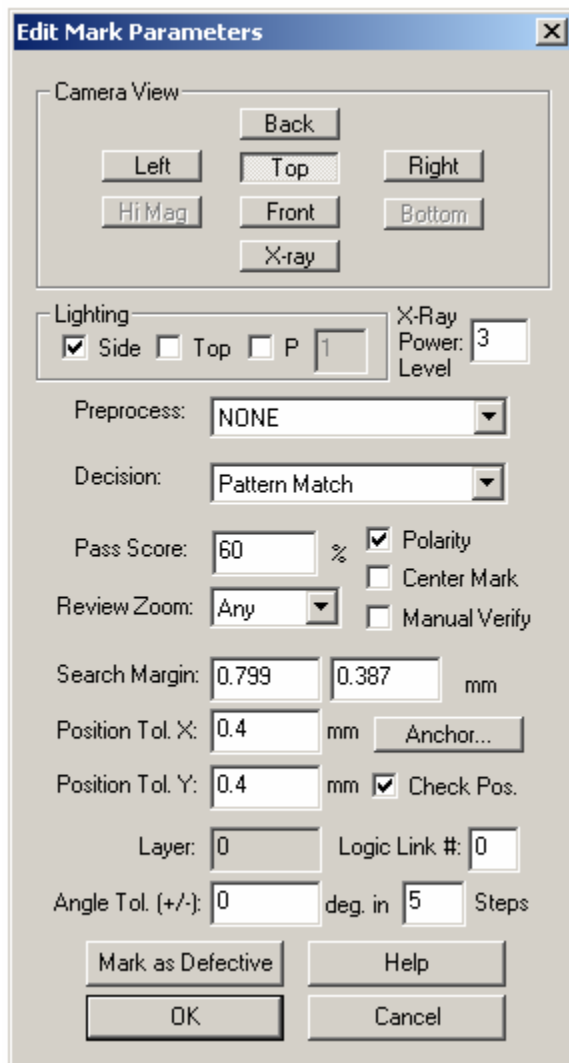 Edit Mark Parameters
Camera View
Back
Left Top Right
Hi Mag Front Bottom
X-ray
Lighting
Side Top P 1
X-Ray
Power: 3
Level
Preprocess: NONE
Decision: Pattern Match
Pass Score: 60 % Polarity
Center Mark
Review Zoom: Any Manual Verify
Search Margin: 0.799 0.387 mm
Position Tol. X: 0.4 mm Anchor...
Position Tol. Y: 0.4 mm Check Pos.
Layer: 0 Logic Link #: 0
Angle Tol. (+/-): 0 deg. in 5 Steps
Mark as Defective Help
OK Cancel